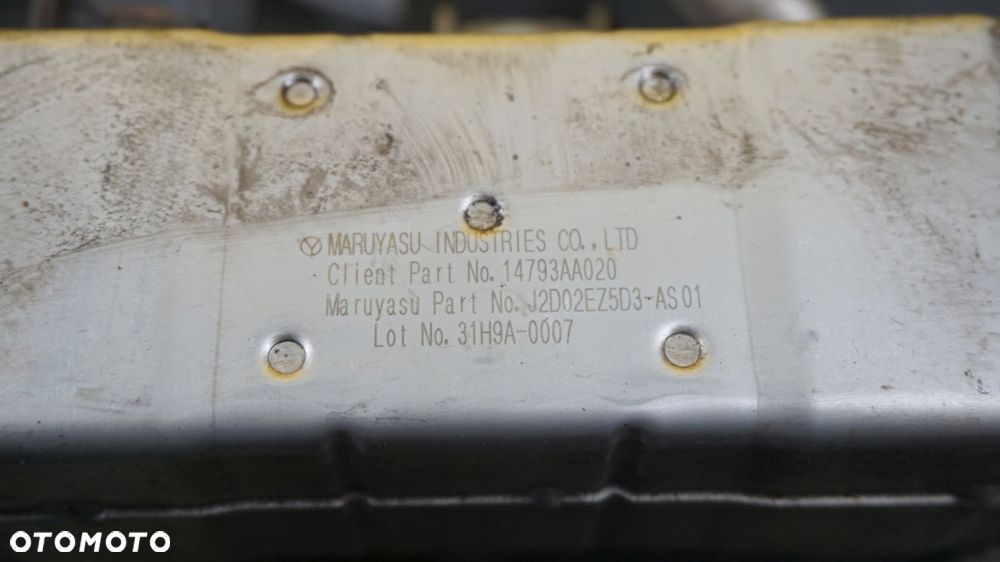 MARUYASU INDUSTRIES CO.,LTD
Client Part No. 14793AA020
Maruyasu Part No. J2D02EZ5D3-AS01
Lot No. 31H9A-0007
OTOMOTO